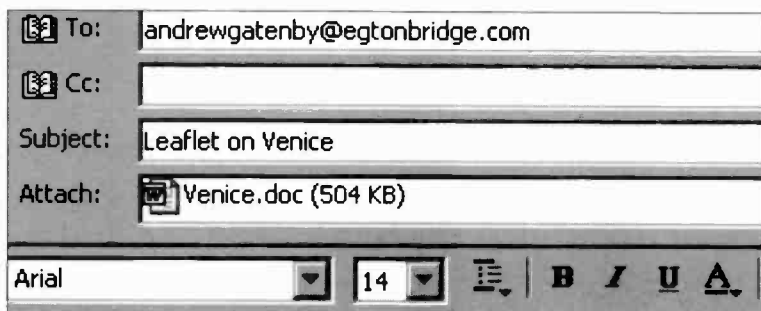 To: andrewgatenby@egtonbridge.com
Cc:
Subject: Leaflet on Venice
Attach: Venice.doc (504 KB)
Arial 14 B I U A